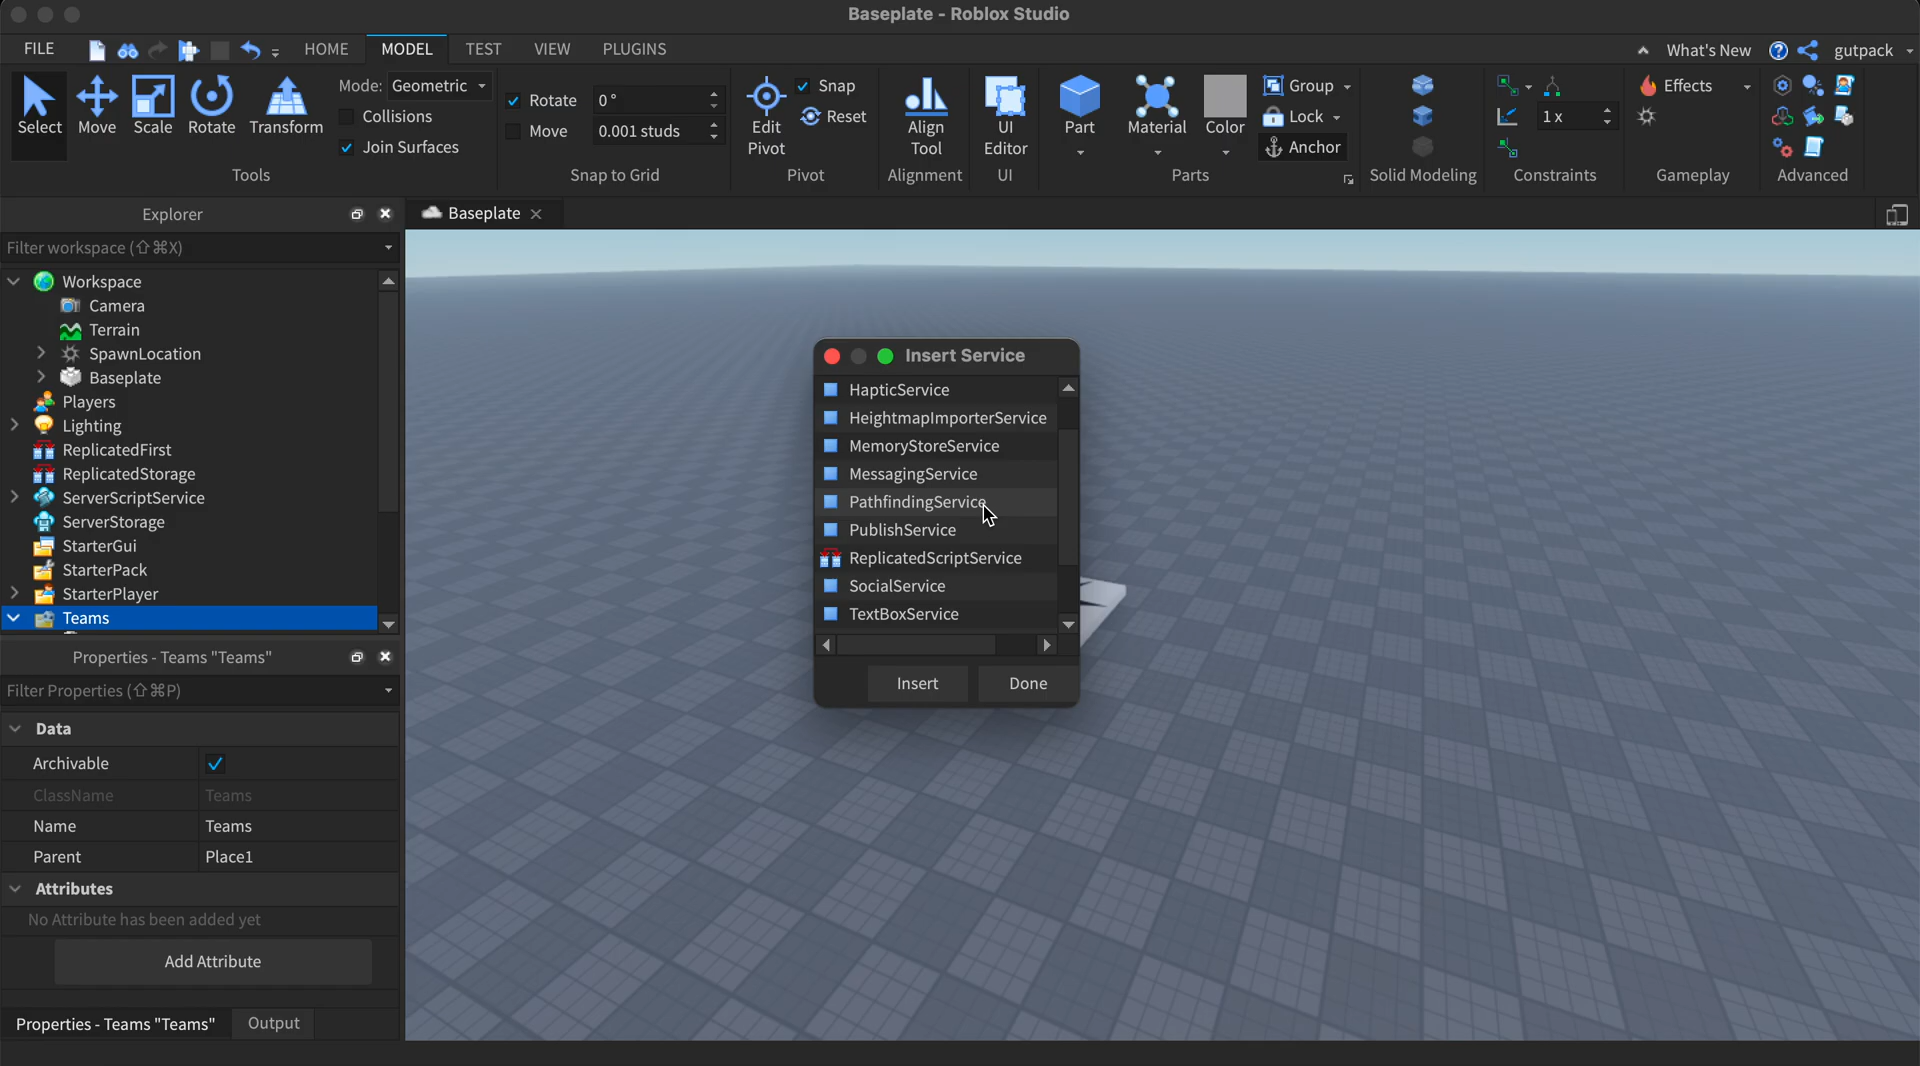 Baseplate - Roblox Studio
FILE HOME MODEL TEST VIEW PLUGINS What's New gutpack
Select Move Scale Rotate Transform
Mode: Geometric
Collisions
Join Surfaces
Tools
Rotate 0 °
Move 0.001 studs
Snap to Grid
Edit Pivot
Snap
Reset
Pivot
Align Tool
Alignment
UI Editor
UI
Part Material Color
Group
Lock
Anchor
Parts
Solid Modeling
1 x
Constraints
Effects
Gameplay
Advanced
Explorer
Filter workspace (⇧⌘X)
Workspace
Camera
Terrain
SpawnLocation
Baseplate
Players
Lighting
ReplicatedFirst
ReplicatedStorage
ServerScriptService
ServerStorage
StarterGui
StarterPack
StarterPlayer
Teams
Properties - Teams "Teams"
Filter Properties (⇧⌘P)
Data
Archivable
ClassName Teams
Name Teams
Parent Place1
Attributes
No Attribute has been added yet
Add Attribute
Properties - Teams "Teams" Output
Baseplate
Insert Service
HapticService
HeightmapImporterService
MemoryStoreService
MessagingService
PathfindingService
PublishService
ReplicatedScriptService
SocialService
TextBoxService
Insert Done